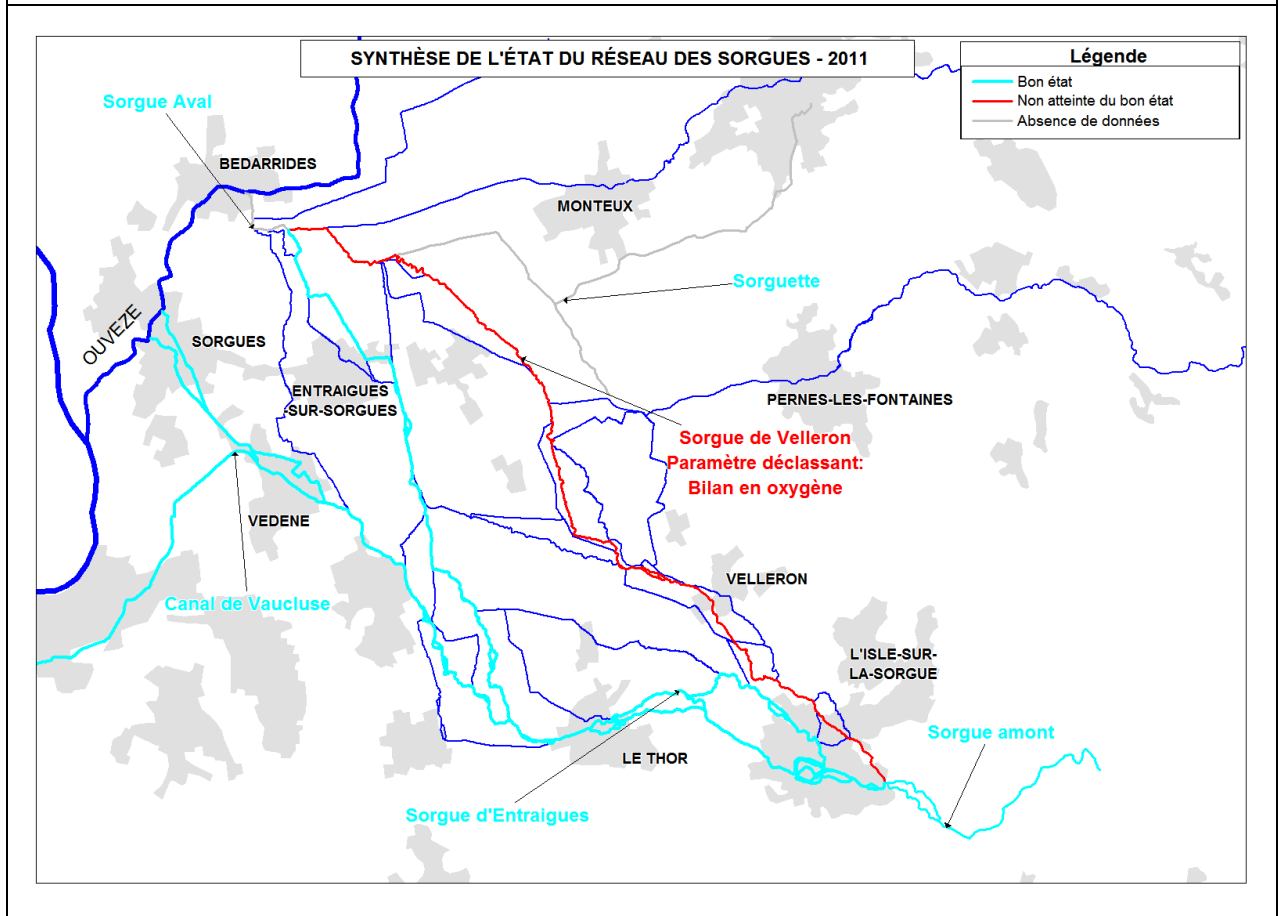 SYNTHÈSE DE L'ÉTAT DU RÉSEAU DES SORGUES - 2011
Légende
Bon état
Non atteinte du bon état
Absence de données
Sorgue Aval
BEDARRIDES
MONTEUX
Sorguette
OUVEZE
SORGUES
ENTRAIGUES
-SUR-SORGUES
PERNES-LES-FONTAINES
Sorgue de Velleron
Paramètre déclassant:
Bilan en oxygène
VEDENE
VELLERON
Canal de Vaucluse
L'ISLE-SUR-
LA-SORGUE
Sorgue amont
LE THOR
Sorgue d'Entraigues